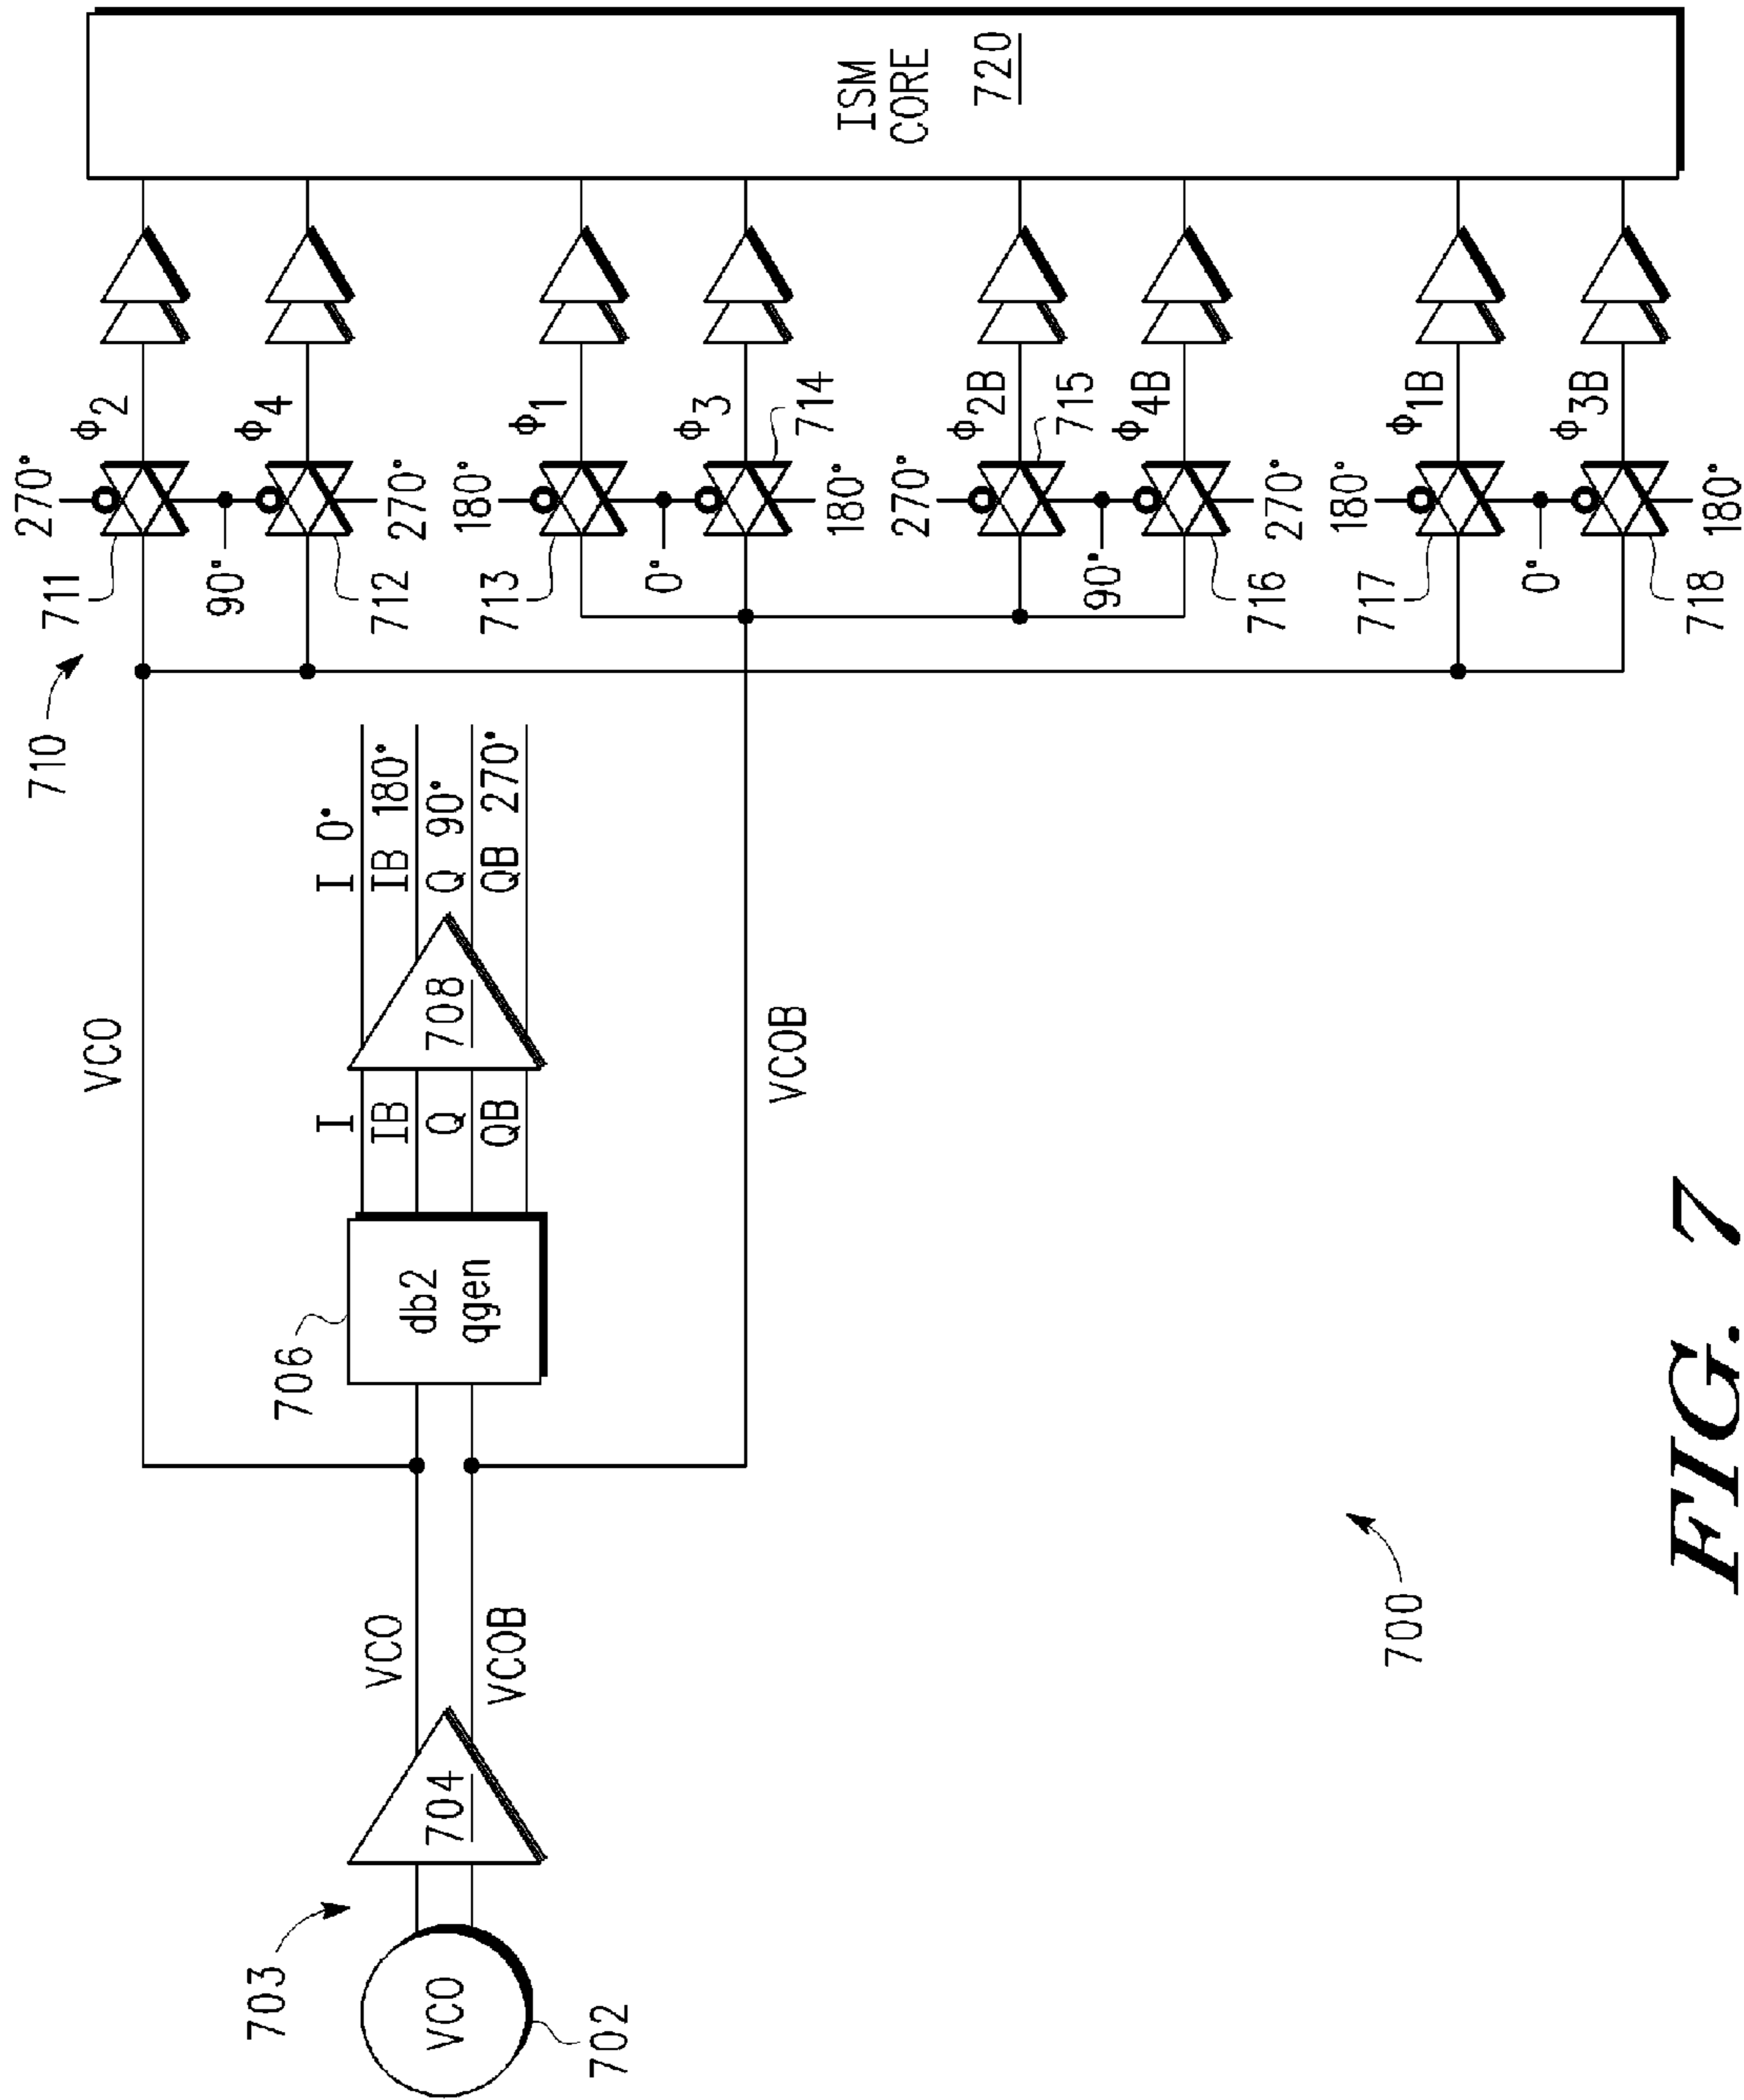 703
VCO
702
704
VCO
VCOB
706
db2
qgen
I
IB
Q
QB
708
I 0°
IB 180°
Q 90°
QB 270°
VCO
VCOB
710
711
270°
Φ2
90°
712
270°
Φ4
713
180°
Φ1
0°
714
180°
Φ3
270°
Φ2B
715
90°
716
270°
Φ4B
717
180°
Φ1B
0°
718
180°
Φ3B
ISM
CORE
720
700
FIG. 7